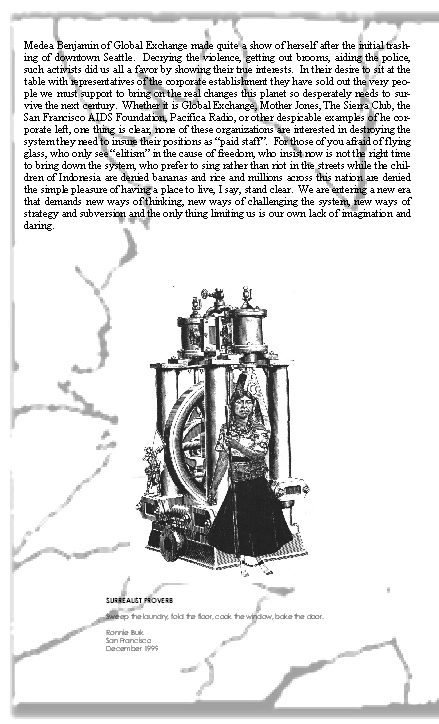 Medea Benjamin of Global Exchange made quite a show of herself after the initial trash-
ing of downtown Seattle. Decrying the violence, getting out brooms, aiding the police,
such activists did us all a favor by showing their true interests. In their desire to sit at the
table with representatives of the corporate establishment they have sold out the very peo-
ple we must support to bring on the real changes this planet so desperately needs to sur-
vive the next century. Whether it is Global Exchange, Mother Jones, The Sierra Club, the
San Francisco AIDS Foundation, Pacifica Radio, or other despicable examples of he cor-
porate left, one thing is clear, none of these organizations are interested in destroying the
system they need to insure their positions as "paid staff". For those of you afraid of flying
glass, who only see "elitism" in the cause of freedom, who insist now is not the right time
to bring down the system, who prefer to sing rather than riot in the streets while the chil-
dren of Indonesia are denied bananas and rice and millions across this nation are denied
the simple pleasure of having a place to live, I say, stand clear. We are entering a new era
that demands new ways of thinking, new ways of challenging the system, new ways of
strategy and subversion and the only thing limiting us is our own lack of imagination and
daring.
SURREALIST PROVERB
Sweep the laundry, fold the floor, cook the window, bake the door.
Ronnie Burk
San Francisco
December 1999